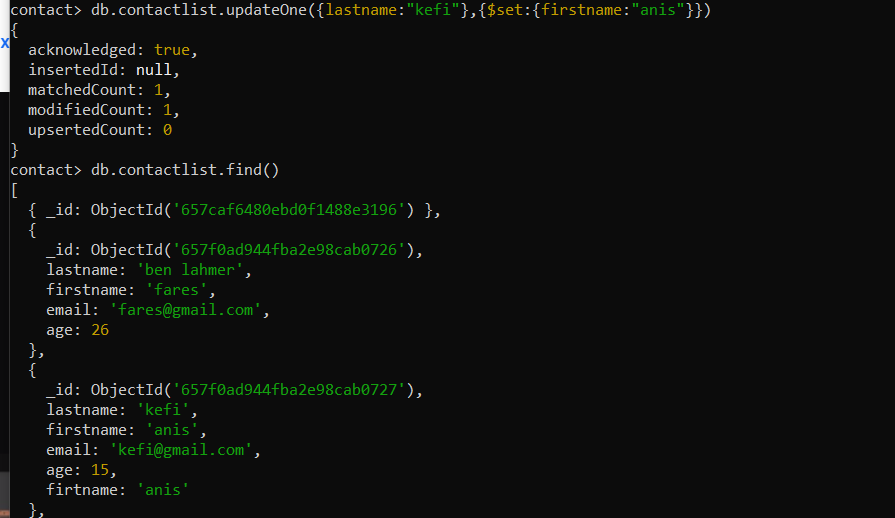 contact> db.contactlist.updateOne({lastname:"kefi"},{$set:{firstname:"anis"}})
{
  acknowledged: true,
  insertedId: null,
  matchedCount: 1,
  modifiedCount: 1,
  upsertedCount: 0
}
contact> db.contactlist.find()
[
  { _id: ObjectId('657caf6480ebd0f1488e3196') },
  {
    _id: ObjectId('657f0ad944fba2e98cab0726'),
    lastname: 'ben lahmer',
    firstname: 'fares',
    email: 'fares@gmail.com',
    age: 26
  },
  {
    _id: ObjectId('657f0ad944fba2e98cab0727'),
    lastname: 'kefi',
    firstname: 'anis',
    email: 'kefi@gmail.com',
    age: 15,
    firtname: 'anis'
  },